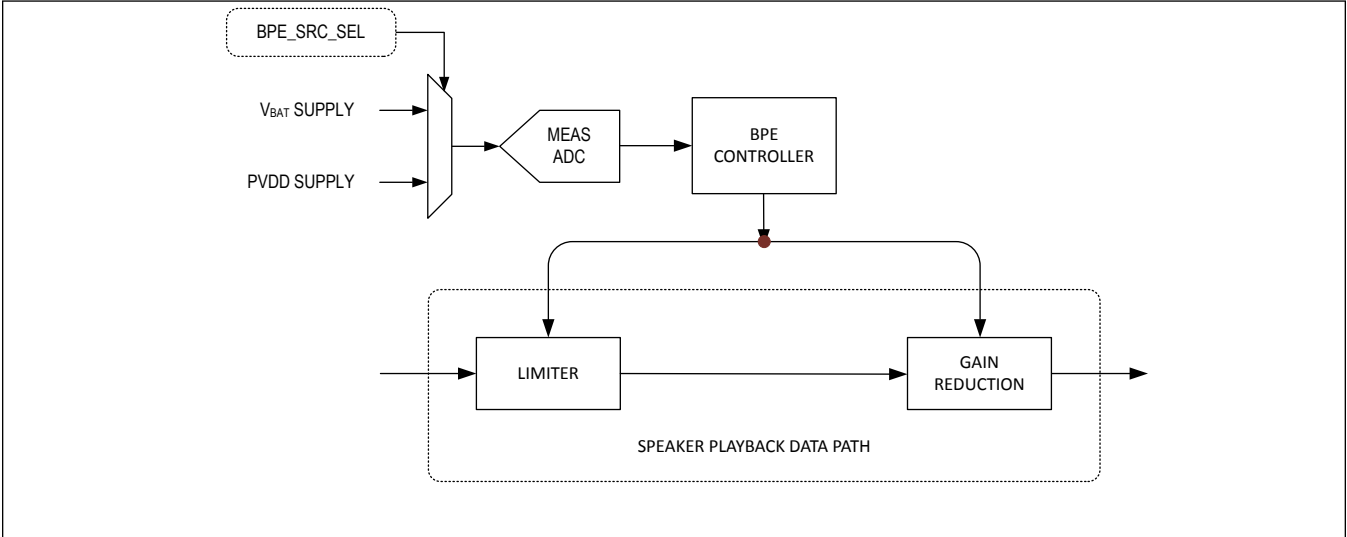 BPE_SRC_SEL
VBAT SUPPLY
PVDD SUPPLY
MEAS
ADC
BPE
CONTROLLER
LIMITER
GAIN
REDUCTION
SPEAKER PLAYBACK DATA PATH